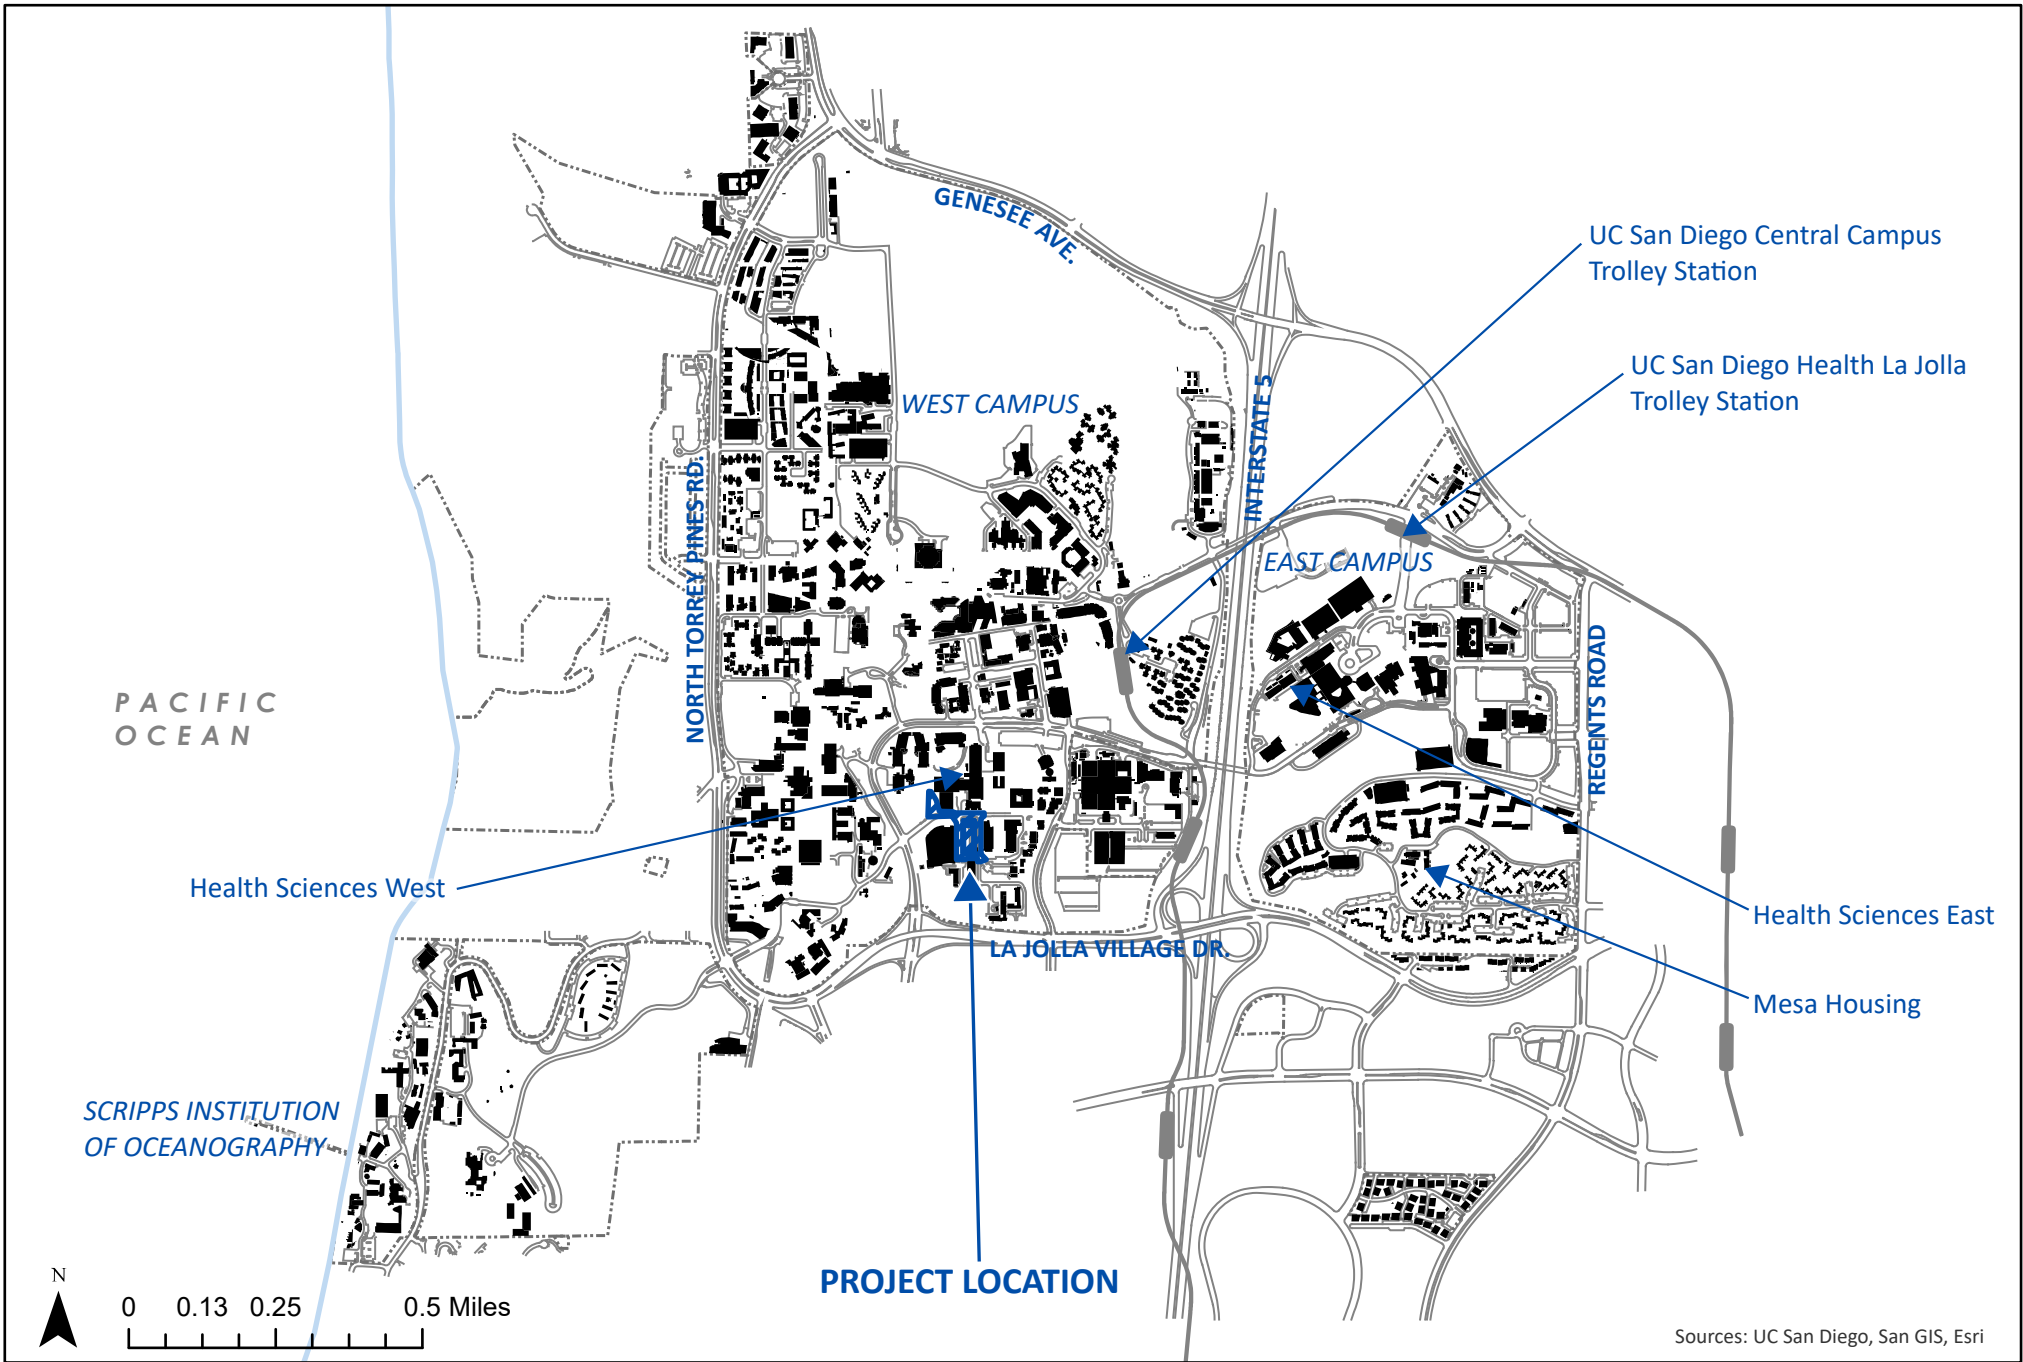 GENESEE AVE.
UC San Diego Central Campus
Trolley Station
UC San Diego Health La Jolla
Trolley Station
WEST CAMPUS
INTERSTATE 5
NORTH TORREY PINES RD.
EAST CAMPUS
REGENTS ROAD
PACIFIC
OCEAN
Health Sciences West
Health Sciences East
LA JOLLA VILLAGE DR.
Mesa Housing
SCRIPPS INSTITUTION
OF OCEANOGRAPHY
PROJECT LOCATION
N
0 0.13 0.25 0.5 Miles
Sources: UC San Diego, San GIS, Esri